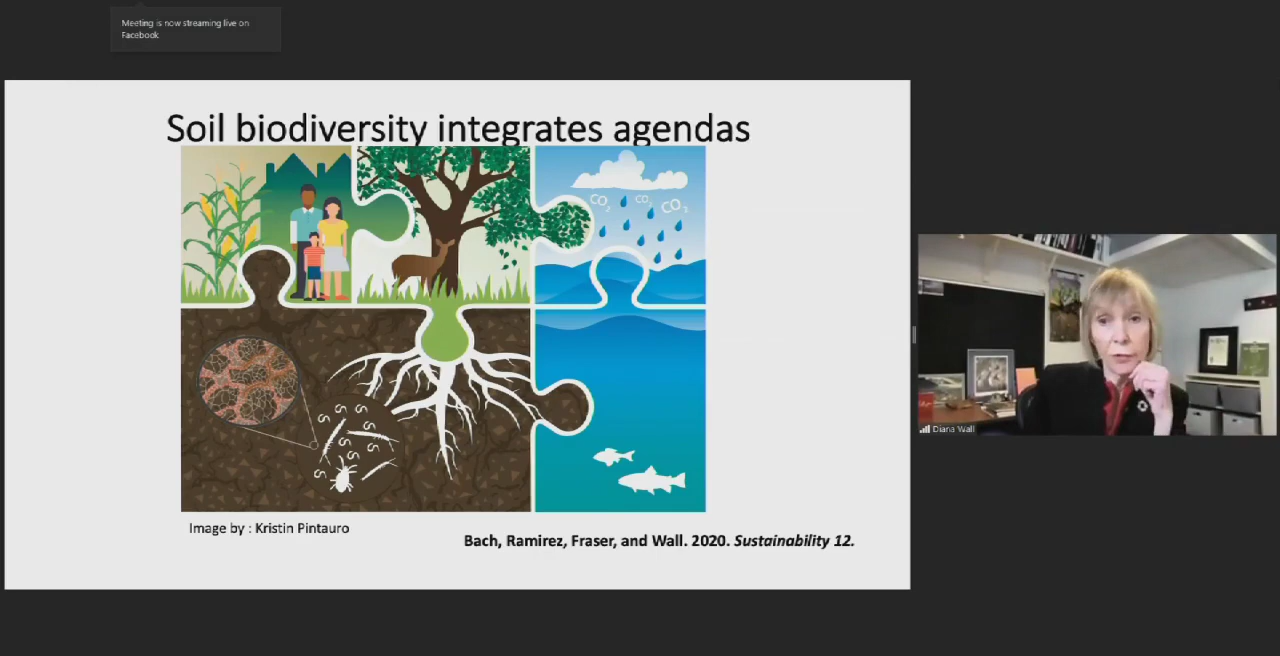 Meeting is now streaming live on
Facebook
Soil biodiversity integrates agendas
CO2 CO2 CO2
Image by : Kristin Pintauro
Bach, Ramirez, Fraser, and Wall. 2020. Sustainability 12.
Diana Wall